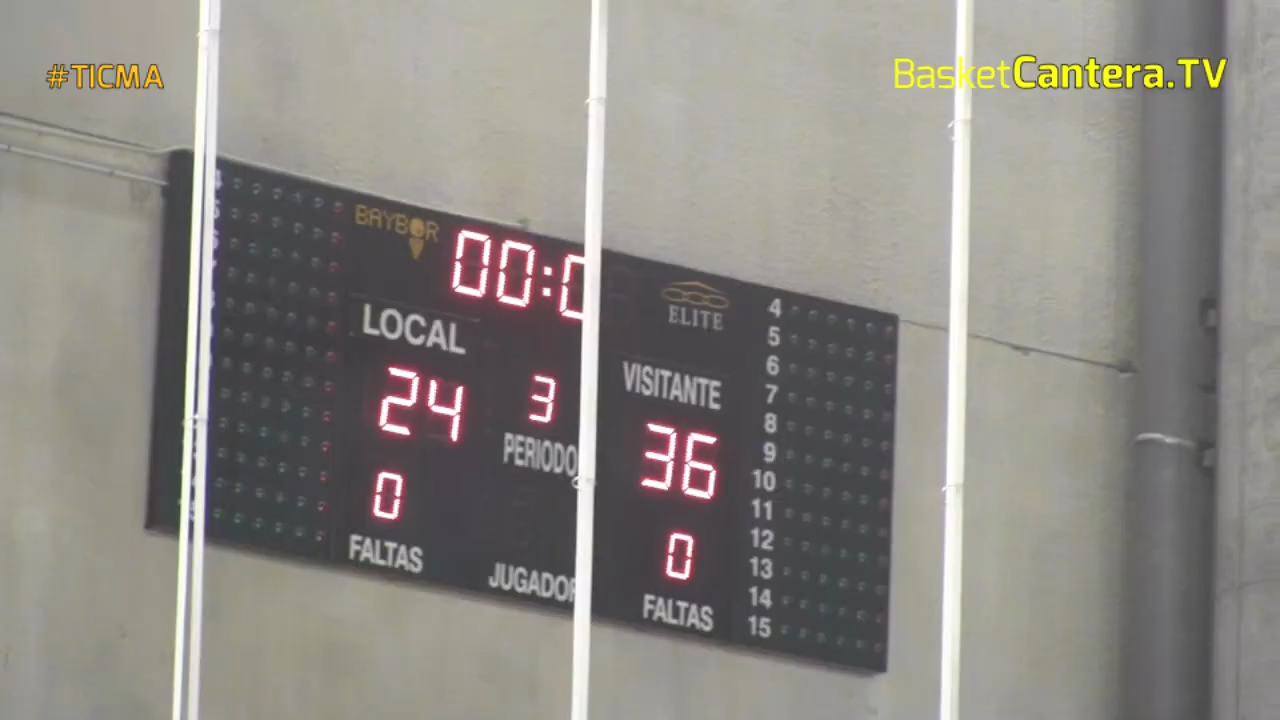 #TICMA
BasketCantera.TV
BAYBOR
00:0
ELITE
LOCAL
VISITANTE
24
3
36
PERIODO
0
0
FALTAS
JUGADOR
FALTAS
4
5
6
7
8
9
10
11
12
13
14
15